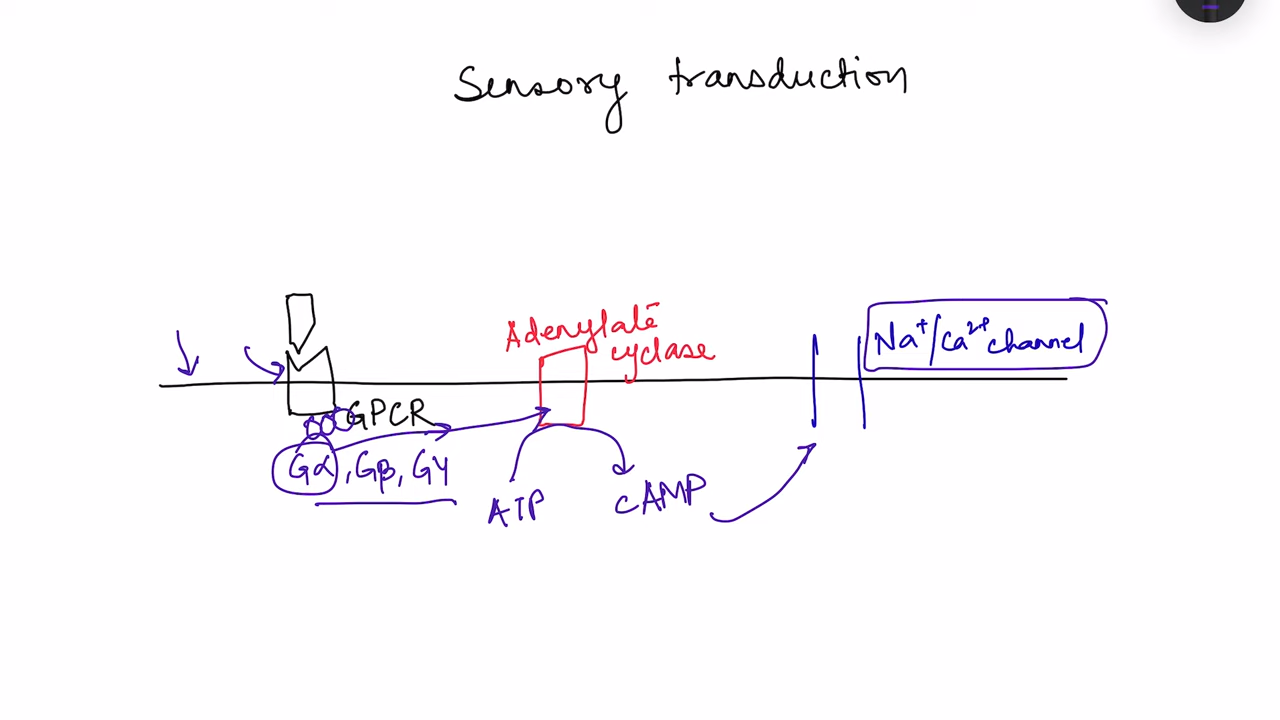 Sensory transduction
Adenylate
cyclase
Na⁺/Ca²⁺ channel
GPCR
Gα, Gβ, Gγ
ATP
cAMP